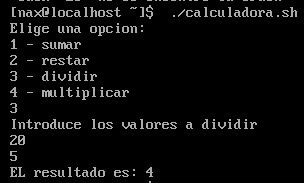 [nax@localhost ~]$ ./calculadora.sh
Elige una opcion:
1 - sumar
2 - restar
3 - dividir
4 - multiplicar
3
Introduce los valores a dividir
20
5
EL resultado es: 4